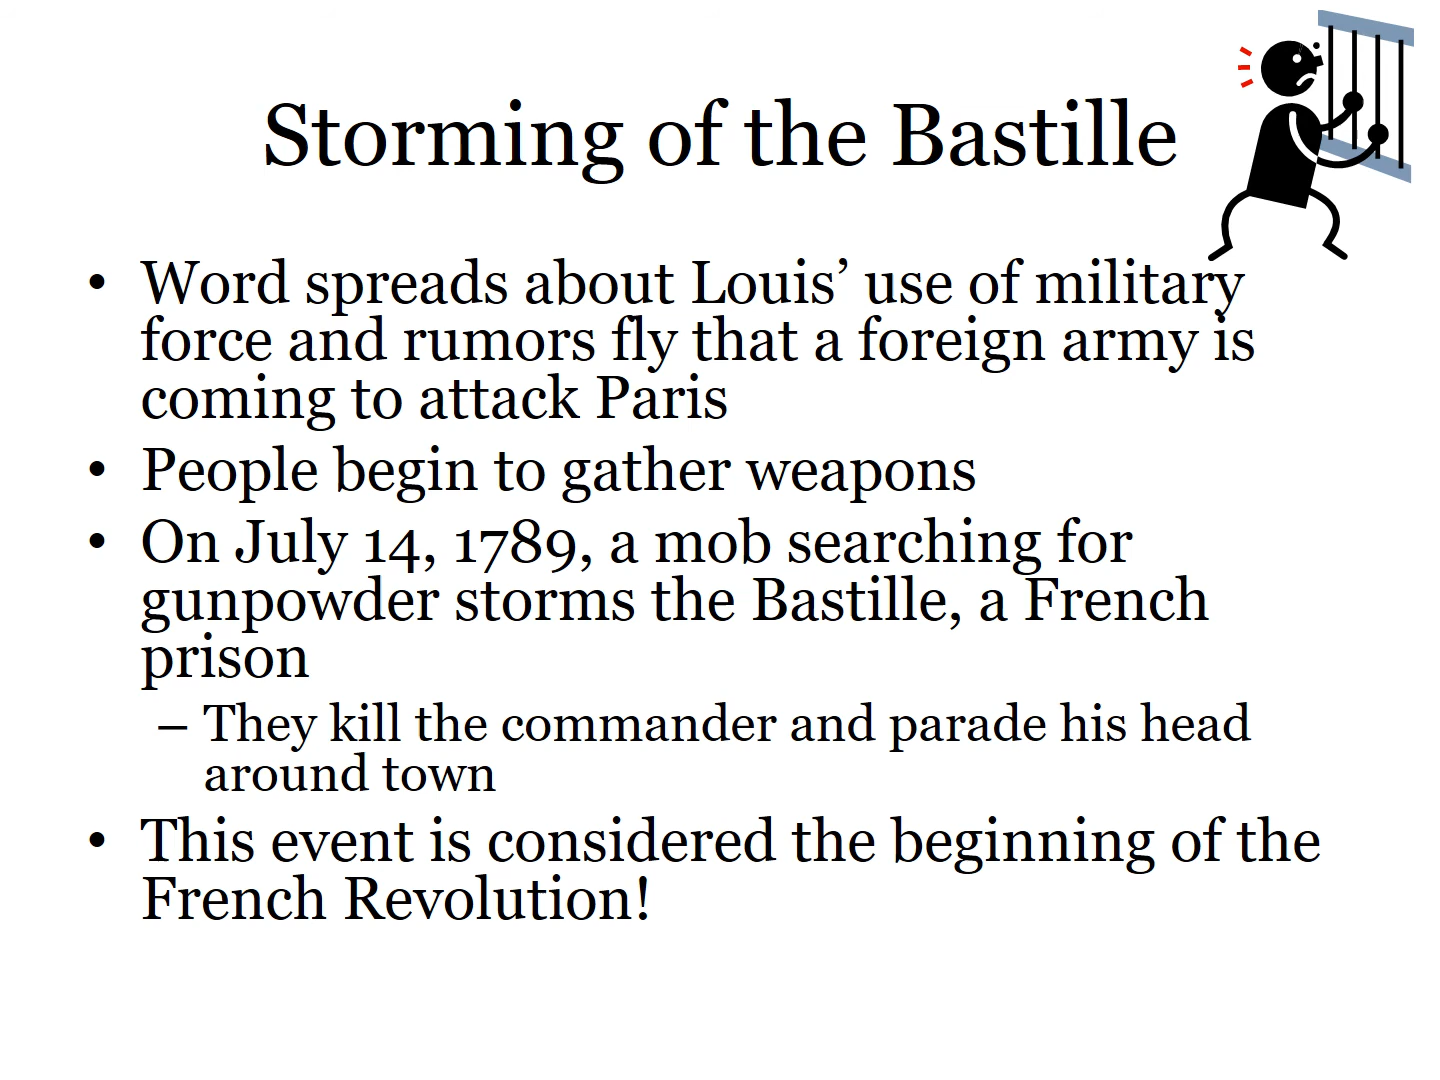 Storming of the Bastille
• Word spreads about Louis’ use of military
force and rumors fly that a foreign army is
coming to attack Paris
• People begin to gather weapons
• On July 14, 1789, a mob searching for
gunpowder storms the Bastille, a French
prison
– They kill the commander and parade his head
around town
• This event is considered the beginning of the
French Revolution!